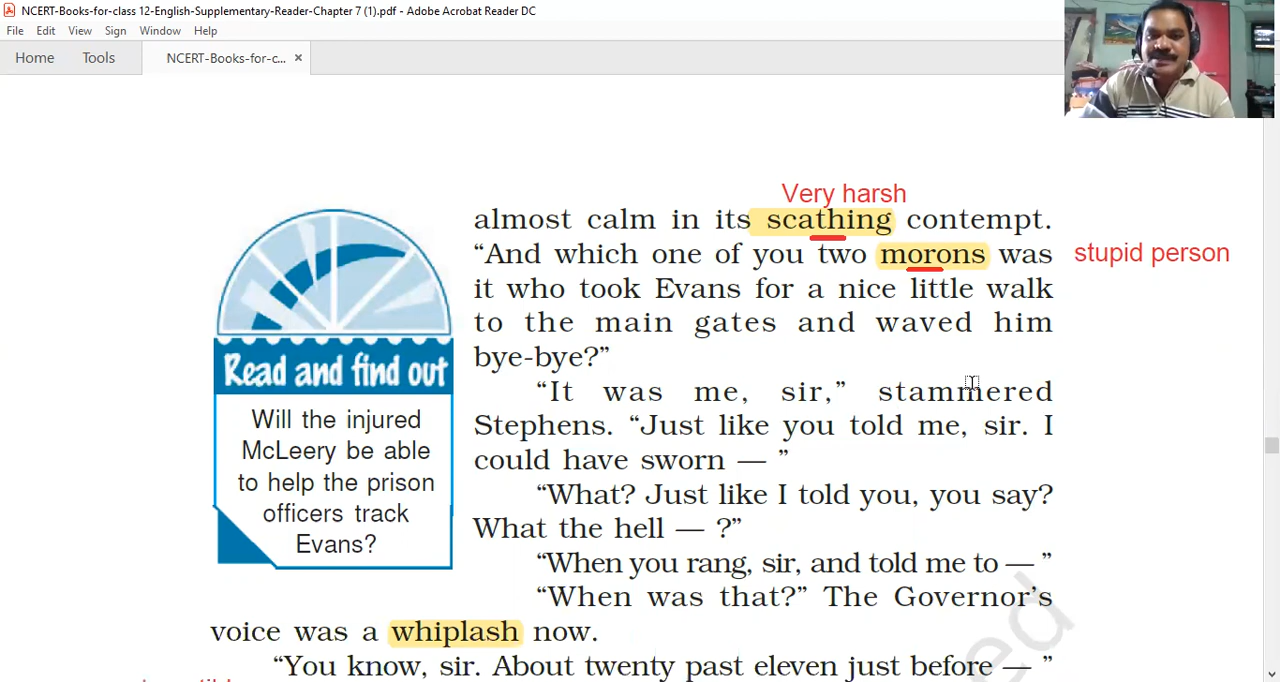 NCERT-Books-for-class 12-English-Supplementary-Reader-Chapter 7 (1).pdf - Adobe Acrobat Reader DC
File Edit View Sign Window Help
Home Tools NCERT-Books-for-c... ×
Very harsh
almost calm in its scathing contempt.
“And which one of you two morons was
stupid person
it who took Evans for a nice little walk
to the main gates and waved him
bye-bye?”
“It was me, sir,” stammered
Stephens. “Just like you told me, sir. I
could have sworn — ”
“What? Just like I told you, you say?
What the hell — ?”
“When you rang, sir, and told me to — ”
“When was that?” The Governor’s
voice was a whiplash now.
“You know, sir. About twenty past eleven just before — ”
Read and find out
Will the injured
McLeery be able
to help the prison
officers track
Evans?